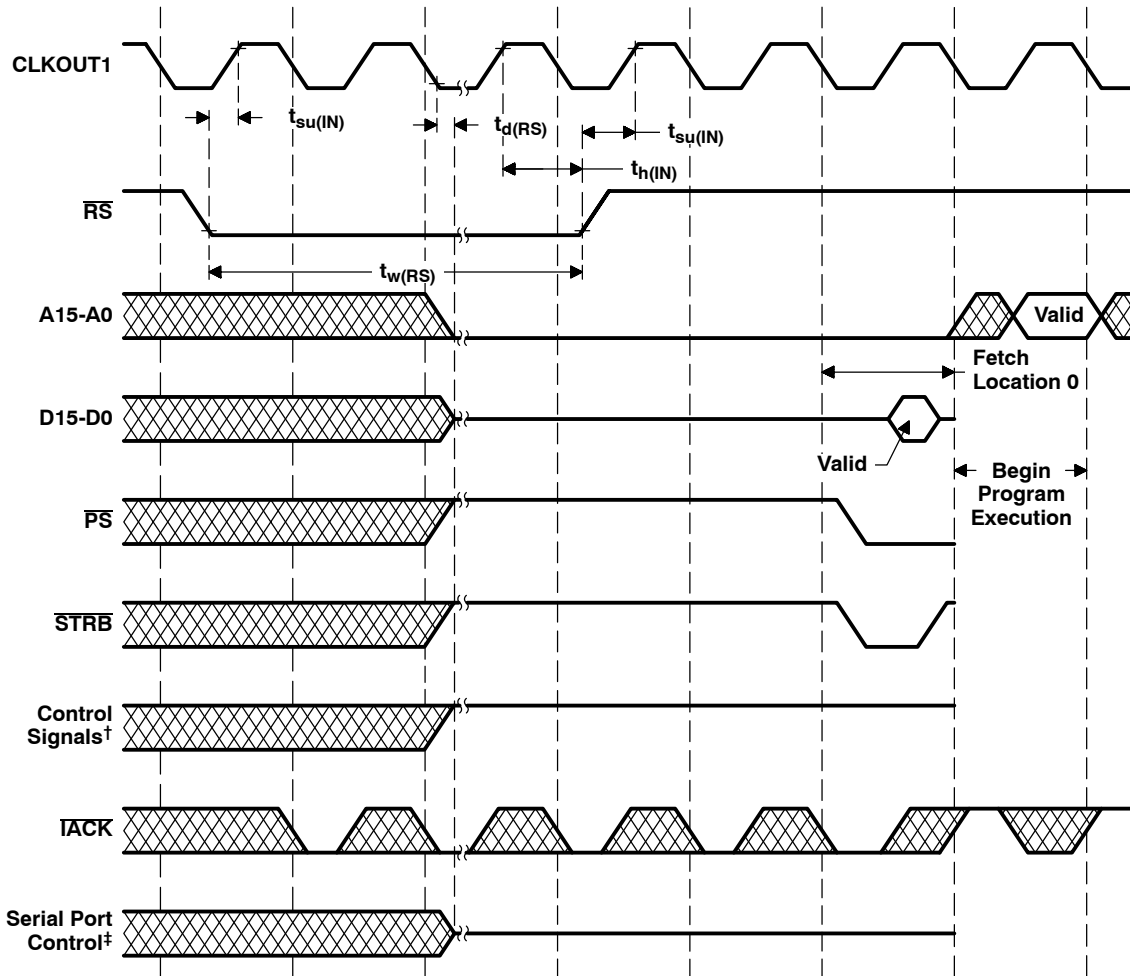 CLKOUT1
tsu(IN)
td(RS)
tsu(IN)
th(IN)
RS
tw(RS)
A15-A0
Valid
Fetch
Location 0
D15-D0
Valid
Begin
Program
Execution
PS
STRB
Control
Signals†
IACK
Serial Port
Control‡